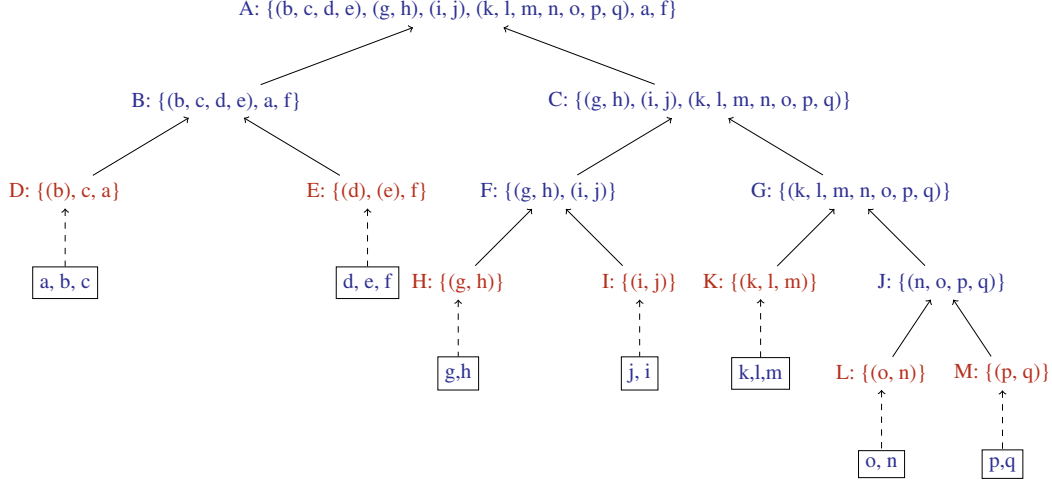 A: {(b, c, d, e), (g, h), (i, j), (k, l, m, n, o, p, q), a, f}
B: {(b, c, d, e), a, f}
C: {(g, h), (i, j), (k, l, m, n, o, p, q)}
D: {(b), c, a}
E: {(d), (e), f}
F: {(g, h), (i, j)}
G: {(k, l, m, n, o, p, q)}
a, b, c
d, e, f
H: {(g, h)}
I: {(i, j)}
K: {(k, l, m)}
J: {(n, o, p, q)}
g,h
j, i
k,l,m
L: {(o, n)}
M: {(p, q)}
o, n
p,q